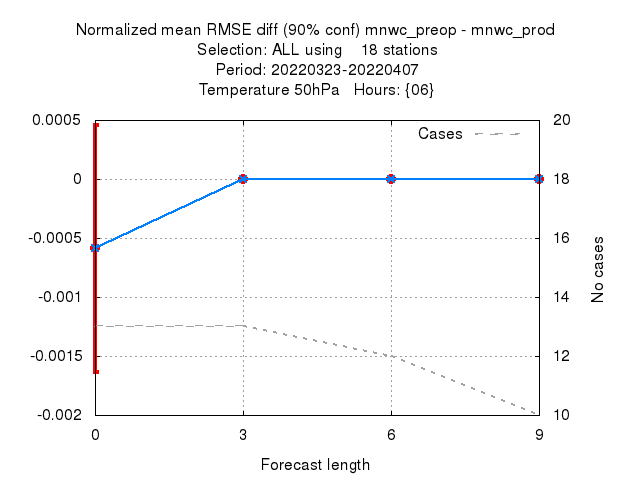 Normalized mean RMSE diff (90% conf) mnwc_preop - mnwc_prod
Selection: ALL using 18 stations
Period: 20220323-20220407
Temperature 50hPa Hours: {06}
0.0005 20
Cases
0 18
-0.0005 16
-0.001 14
-0.0015 12
-0.002 10
No cases
0 3 6 9
Forecast length